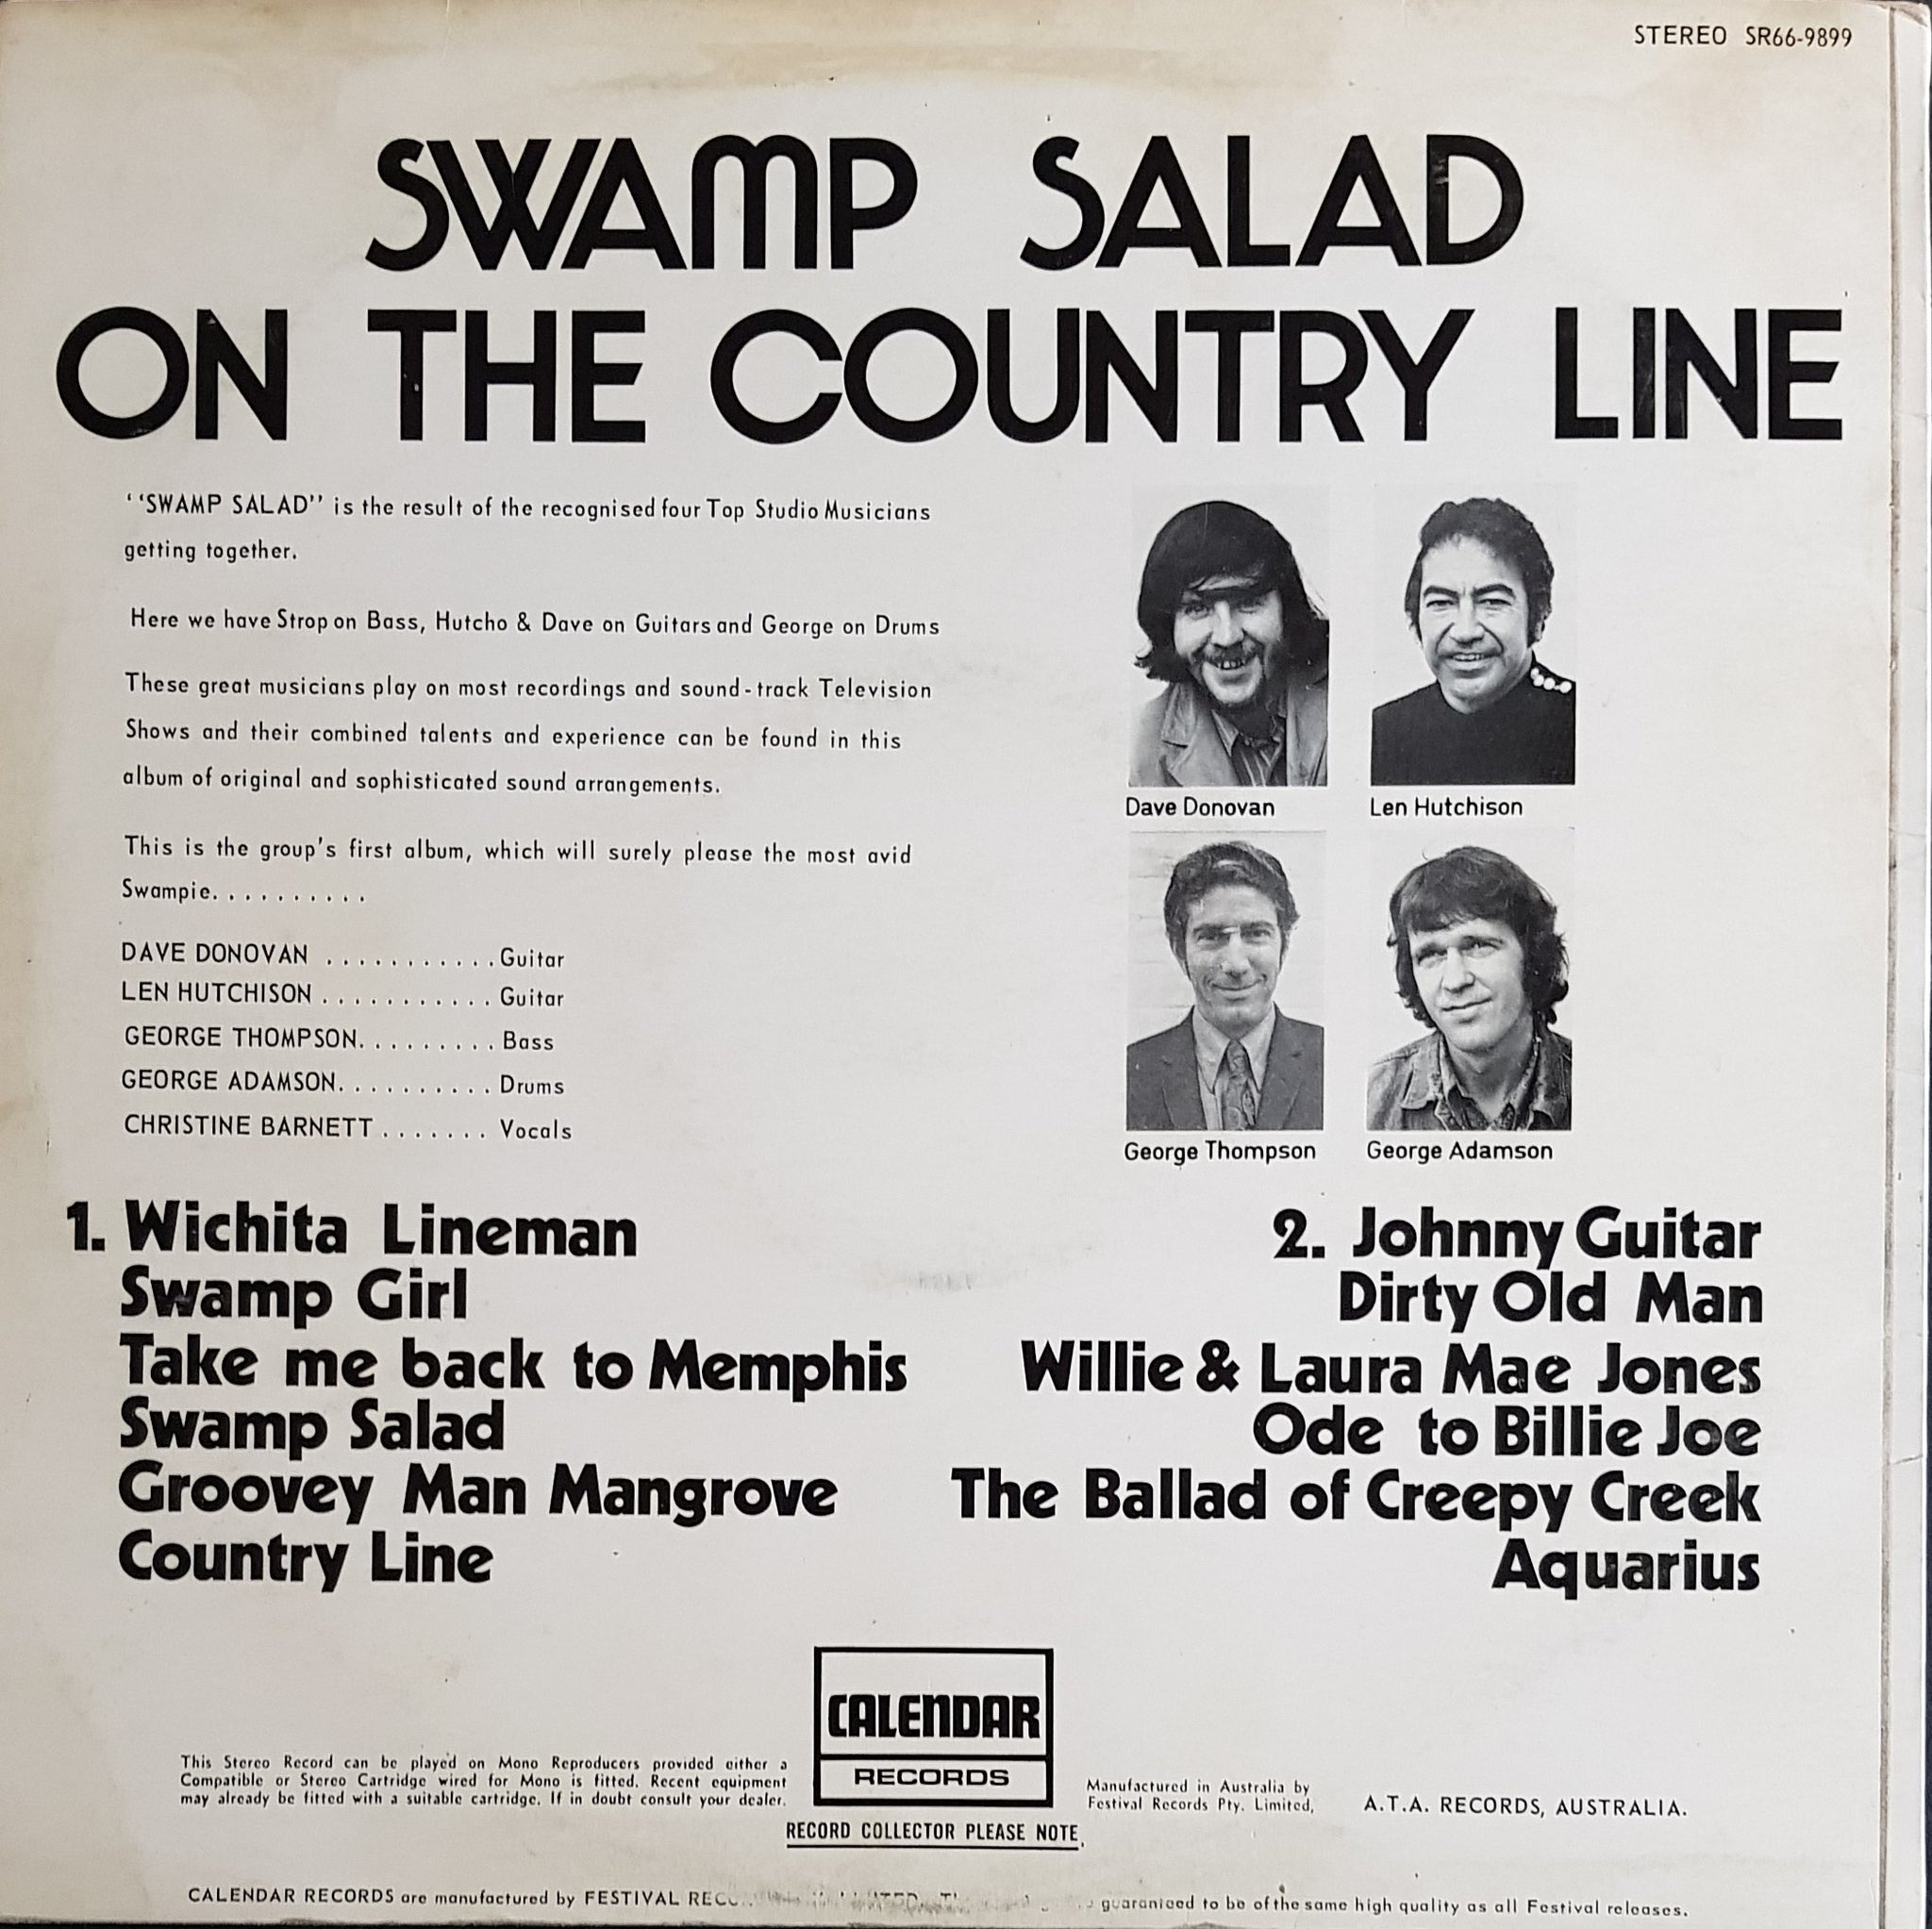 STEREO SR66-9899
SWAMP SALAD
ON THE COUNTRY LINE
‘‘SWAMP SALAD’’ is the result of the recognised four Top Studio Musicians
getting together.
Here we have Strop on Bass, Hutcho & Dave on Guitars and George on Drums
These great musicians play on most recordings and sound-track Television
Shows and their combined talents and experience can be found in this
album of original and sophisticated sound arrangements.
This is the group's first album, which will surely please the most avid
Swampie. . . . . . . . . .
DAVE DONOVAN . . . . . . . . . . . Guitar
LEN HUTCHISON . . . . . . . . . . . Guitar
GEORGE THOMPSON. . . . . . . . . Bass
GEORGE ADAMSON. . . . . . . . . . Drums
CHRISTINE BARNETT . . . . . . . Vocals
Dave Donovan
Len Hutchison
George Thompson
George Adamson
1. Wichita Lineman
Swamp Girl
Take me back to Memphis
Swamp Salad
Groovey Man Mangrove
Country Line
2. Johnny Guitar
Dirty Old Man
Willie & Laura Mae Jones
Ode to Billie Joe
The Ballad of Creepy Creek
Aquarius
CALENDAR
RECORDS
This Stereo Record can be played on Mono Reproducers provided either a
Compatible or Stereo Cartridge wired for Mono is fitted. Recent equipment
may already be fitted with a suitable cartridge. If in doubt consult your dealer.
Manufactured in Australia by
Festival Records Pty. Limited,
A.T.A. RECORDS, AUSTRALIA.
RECORD COLLECTOR PLEASE NOTE,
CALENDAR RECORDS are manufactured by FESTIVAL guaranteed to be of the same high quality as all Festival releases.